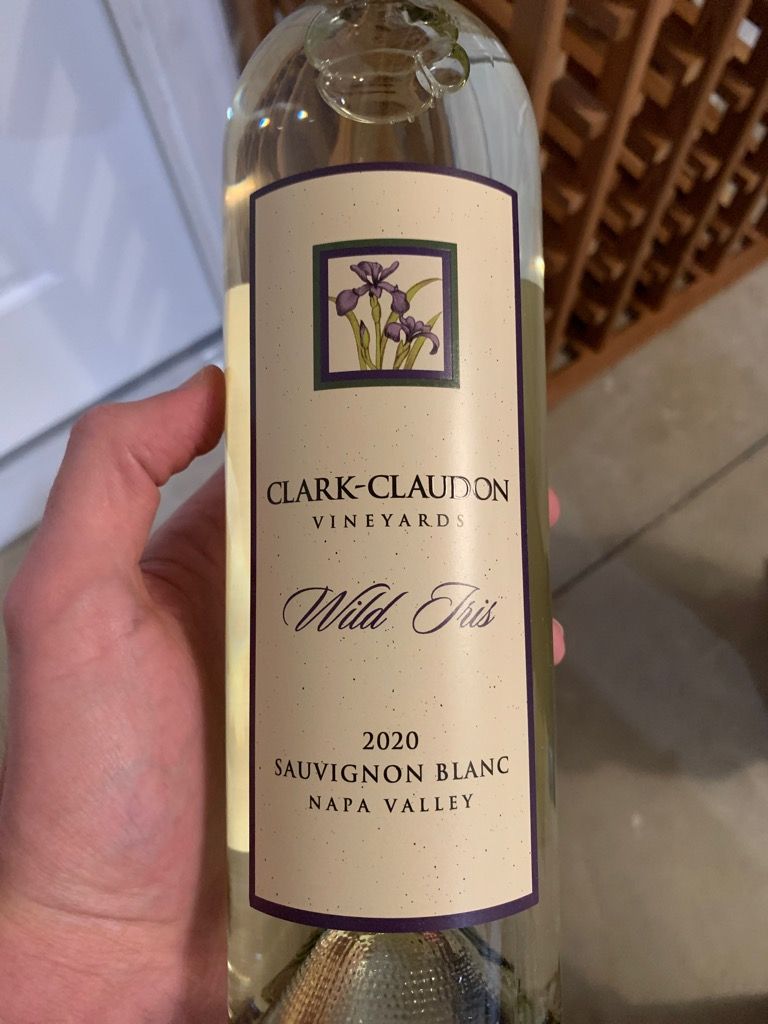 CLARK-CLAUDON
VINEYARDS
Wild Iris
2020
SAUVIGNON BLANC
NAPA VALLEY